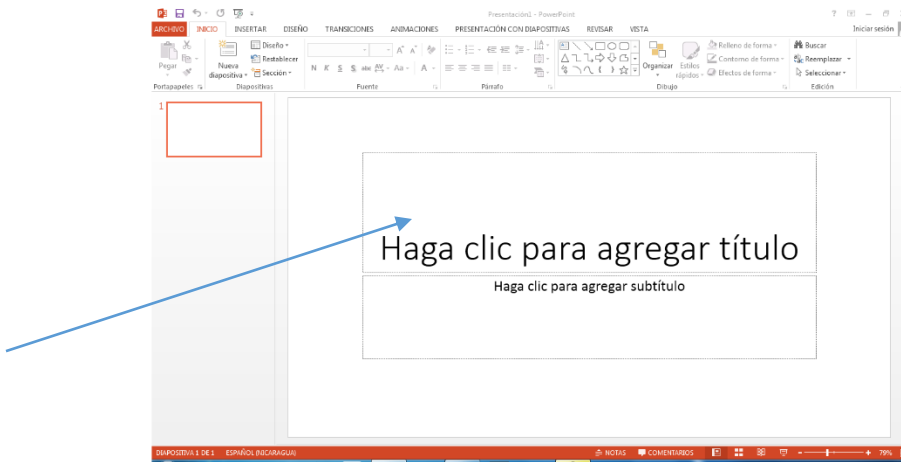 Presentación1 - PowerPoint
ARCHIVO INICIO INSERTAR DISEÑO TRANSICIONES ANIMACIONES PRESENTACIÓN CON DIAPOSITIVAS REVISAR VISTA Iniciar sesión
Pegar
Nueva diapositiva
Diseño
Restablecer
Sección
N K S S abc AV Aa A
Organizar
Estilos rápidos
Relleno de forma
Contorno de forma
Efectos de forma
Buscar
Reemplazar
Seleccionar
Portapapeles Diapositivas Fuente Párrafo Dibujo Edición
1
Haga clic para agregar título
Haga clic para agregar subtítulo
DIAPOSITIVA 1 DE 1 ESPAÑOL (NICARAGUA) NOTAS COMENTARIOS 79%